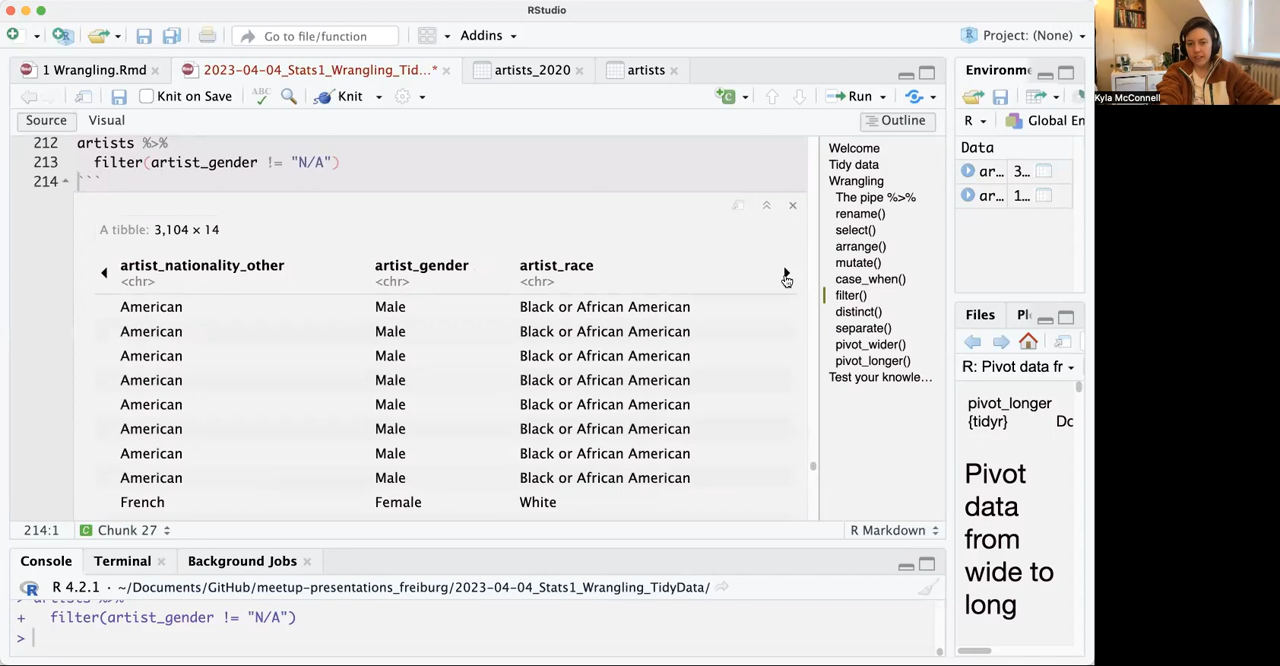 RStudio
Go to file/function
Addins
Project: (None)
1 Wrangling.Rmd
2023-04-04_Stats1_Wrangling_Tid...*
artists_2020
artists
Environme
Kyla McConnell
Knit on Save
ABC
Knit
Run
Source
Visual
Outline
R
Global En
212 artists %>%
213 filter(artist_gender != "N/A")
214 ```
Data
ar... 3...
ar... 1...
Welcome
Tidy data
Wrangling
The pipe %>%
rename()
select()
arrange()
mutate()
case_when()
filter()
distinct()
separate()
pivot_wider()
pivot_longer()
Test your knowle...
A tibble: 3,104 × 14
artist_nationality_other artist_gender artist_race
<chr> <chr> <chr>
American Male Black or African American
American Male Black or African American
American Male Black or African American
American Male Black or African American
American Male Black or African American
American Male Black or African American
American Male Black or African American
American Male Black or African American
French Female White
Files
R: Pivot data fr
pivot_longer
{tidyr}
Pivot
data
from
wide to
long
214:1
Chunk 27
R Markdown
Console
Terminal
Background Jobs
R 4.2.1 · ~/Documents/GitHub/meetup-presentations_freiburg/2023-04-04_Stats1_Wrangling_TidyData/
+ filter(artist_gender != "N/A")
>